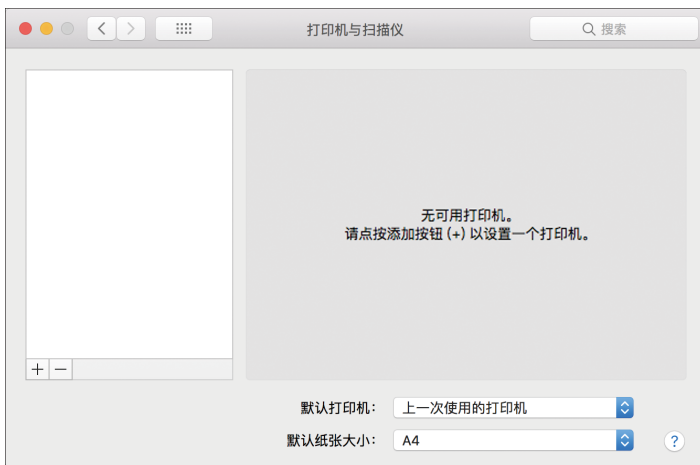 打印机与扫描仪
搜索
无可用打印机。
请点按添加按钮 (+) 以设置一个打印机。
+ −
默认打印机： 上一次使用的打印机
默认纸张大小： A4
?